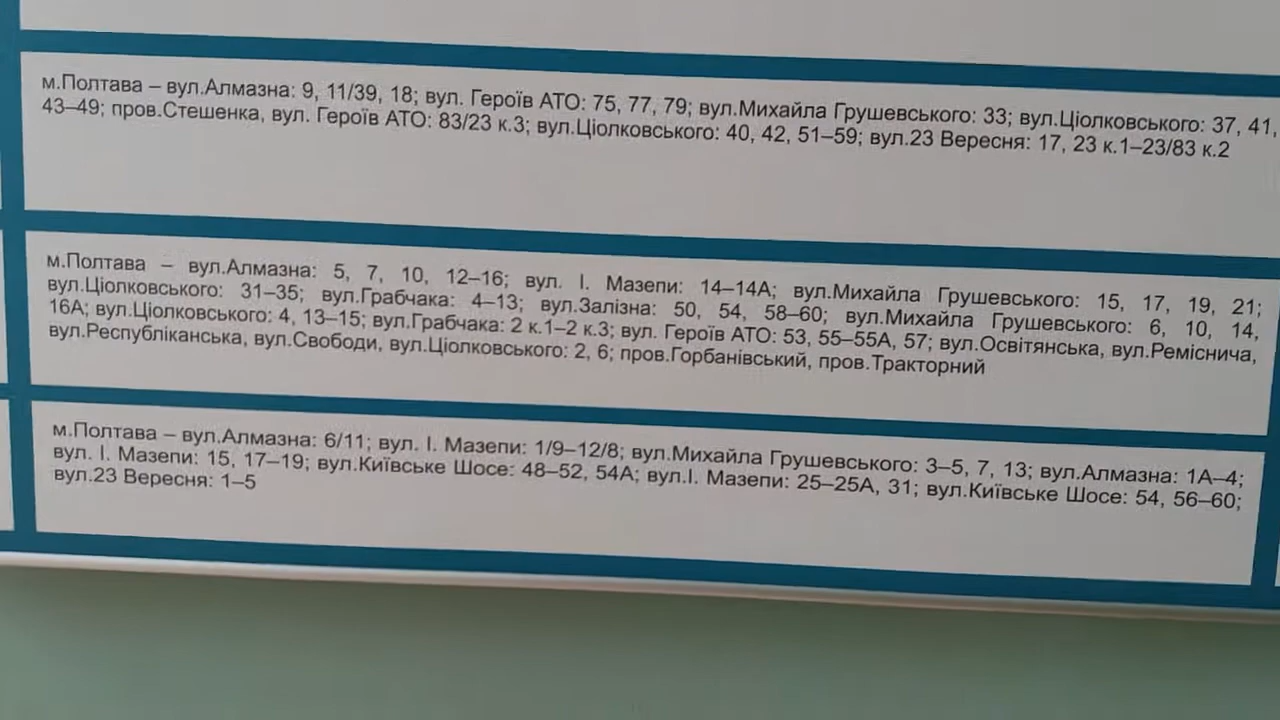 м.Полтава – вул.Алмазна: 9, 11/39, 18; вул. Героїв АТО: 75, 77, 79; вул.Михайла Грушевського: 33; вул.Ціолковського: 37, 41,
43–49; пров.Стешенка, вул. Героїв АТО: 83/23 к.3; вул.Ціолковського: 40, 42, 51–59; вул.23 Вересня: 17, 23 к.1–23/83 к.2
м.Полтава – вул.Алмазна: 5, 7, 10, 12–16; вул. І. Мазепи: 14–14А; вул.Михайла Грушевського: 15, 17, 19, 21;
вул.Ціолковського: 31–35; вул.Грабчака: 4–13; вул.Залізна: 50, 54, 58–60; вул.Михайла Грушевського: 6, 10, 14,
16А; вул.Ціолковського: 4, 13–15; вул.Грабчака: 2 к.1–2 к.3; вул. Героїв АТО: 53, 55–55А, 57; вул.Освітянська, вул.Реміснича,
вул.Республіканська, вул.Свободи, вул.Ціолковського: 2, 6; пров.Горбанівський, пров.Тракторний
м.Полтава – вул.Алмазна: 6/11; вул. І. Мазепи: 1/9–12/8; вул.Михайла Грушевського: 3–5, 7, 13; вул.Алмазна: 1А–4;
вул. І. Мазепи: 15, 17–19; вул.Київське Шосе: 48–52, 54А; вул.І. Мазепи: 25–25А, 31; вул.Київське Шосе: 54, 56–60;
вул.23 Вересня: 1–5